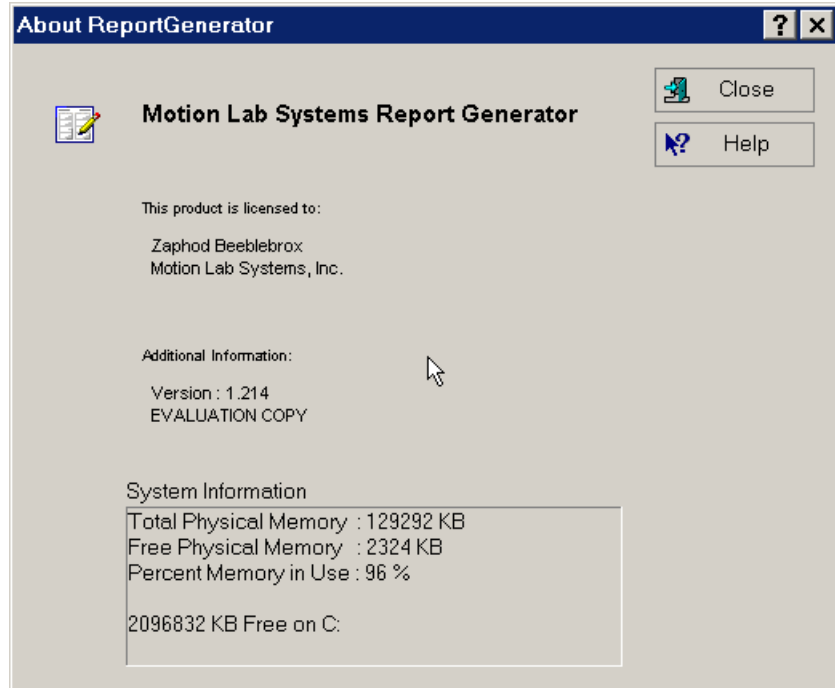 About ReportGenerator
Motion Lab Systems Report Generator
Close
Help
This product is licensed to:
Zaphod Beeblebrox
Motion Lab Systems, Inc.
Additional Information:
Version : 1.214
EVALUATION COPY
System Information
Total Physical Memory : 129292 KB
Free Physical Memory : 2324 KB
Percent Memory in Use : 96 %
2096832 KB Free on C: